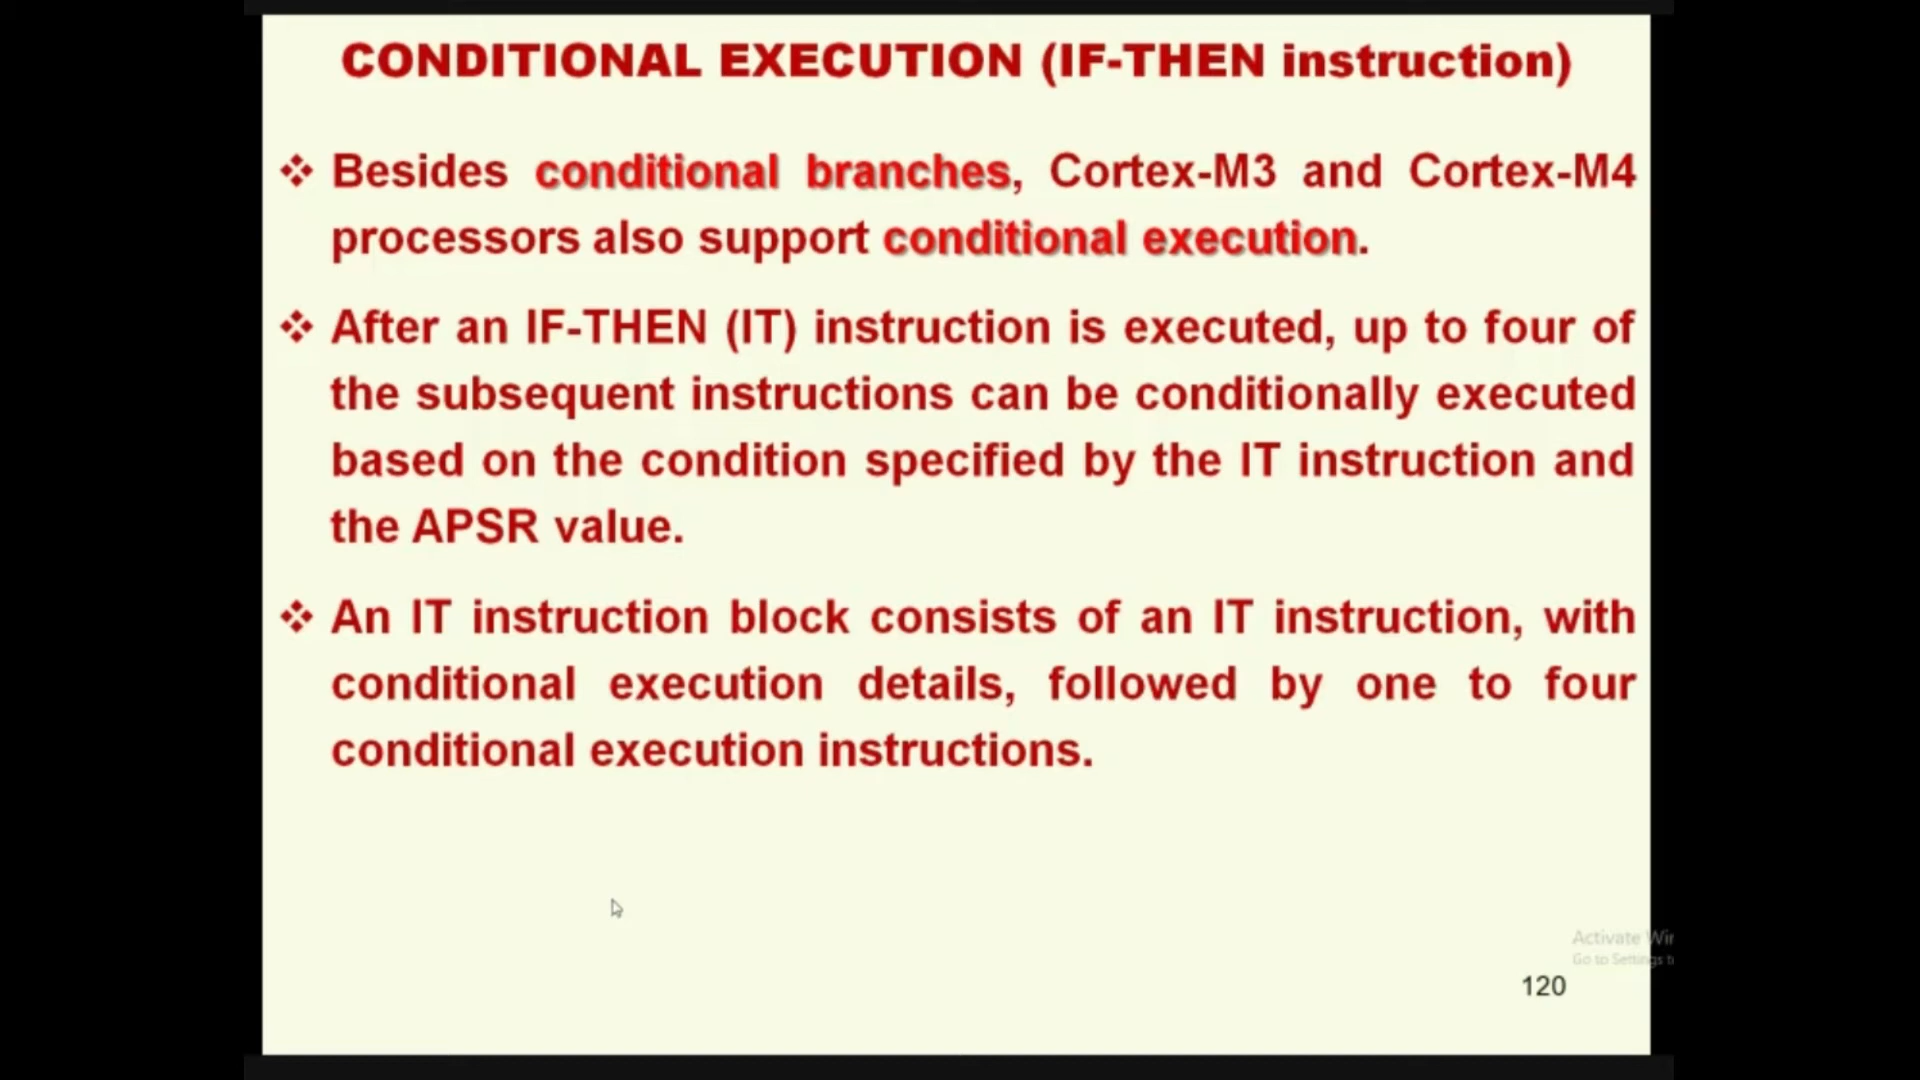 CONDITIONAL EXECUTION (IF-THEN instruction)
❖ Besides conditional branches, Cortex-M3 and Cortex-M4
processors also support conditional execution.
❖ After an IF-THEN (IT) instruction is executed, up to four of
the subsequent instructions can be conditionally executed
based on the condition specified by the IT instruction and
the APSR value.
❖ An IT instruction block consists of an IT instruction, with
conditional execution details, followed by one to four
conditional execution instructions.
Activate Wir
Go to Settings t
120